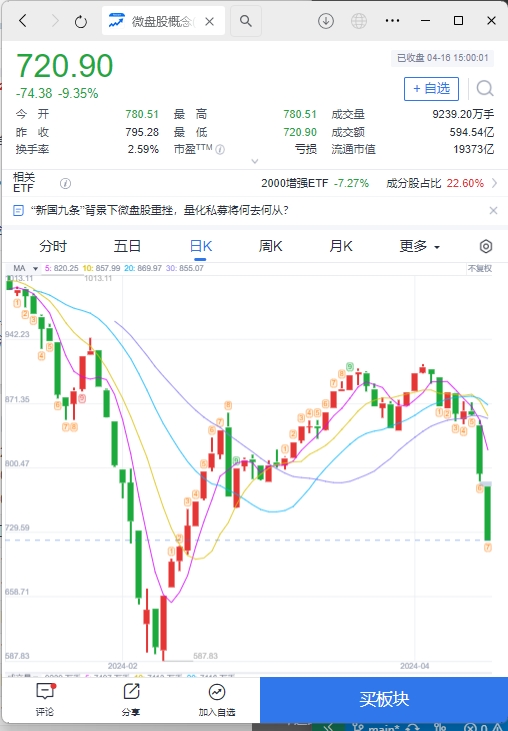 微盘股概念
已收盘 04-16 15:00:01
720.90
-74.38 -9.35%
+ 自选
今 开 780.51 最 高 780.51 成交量 9239.20万手
昨 收 795.28 最 低 720.90 成交额 594.54亿
换手率 2.59% 市盈TTM 亏损 流通市值 19373亿
相关ETF 2000增强ETF -7.27% 成分股占比 22.60%
“新国九条”背景下微盘股重挫，量化私募将何去何从?
分时 五日 日K 周K 月K 更多
MA 5: 820.25 10: 857.99 20: 869.97 30: 855.07 不复权
1013.11 1013.11
942.23
871.35
800.47
729.59
658.71
587.83 587.83
2024-02 2024-04
评论 分享 加入自选 买板块
main*
0 0